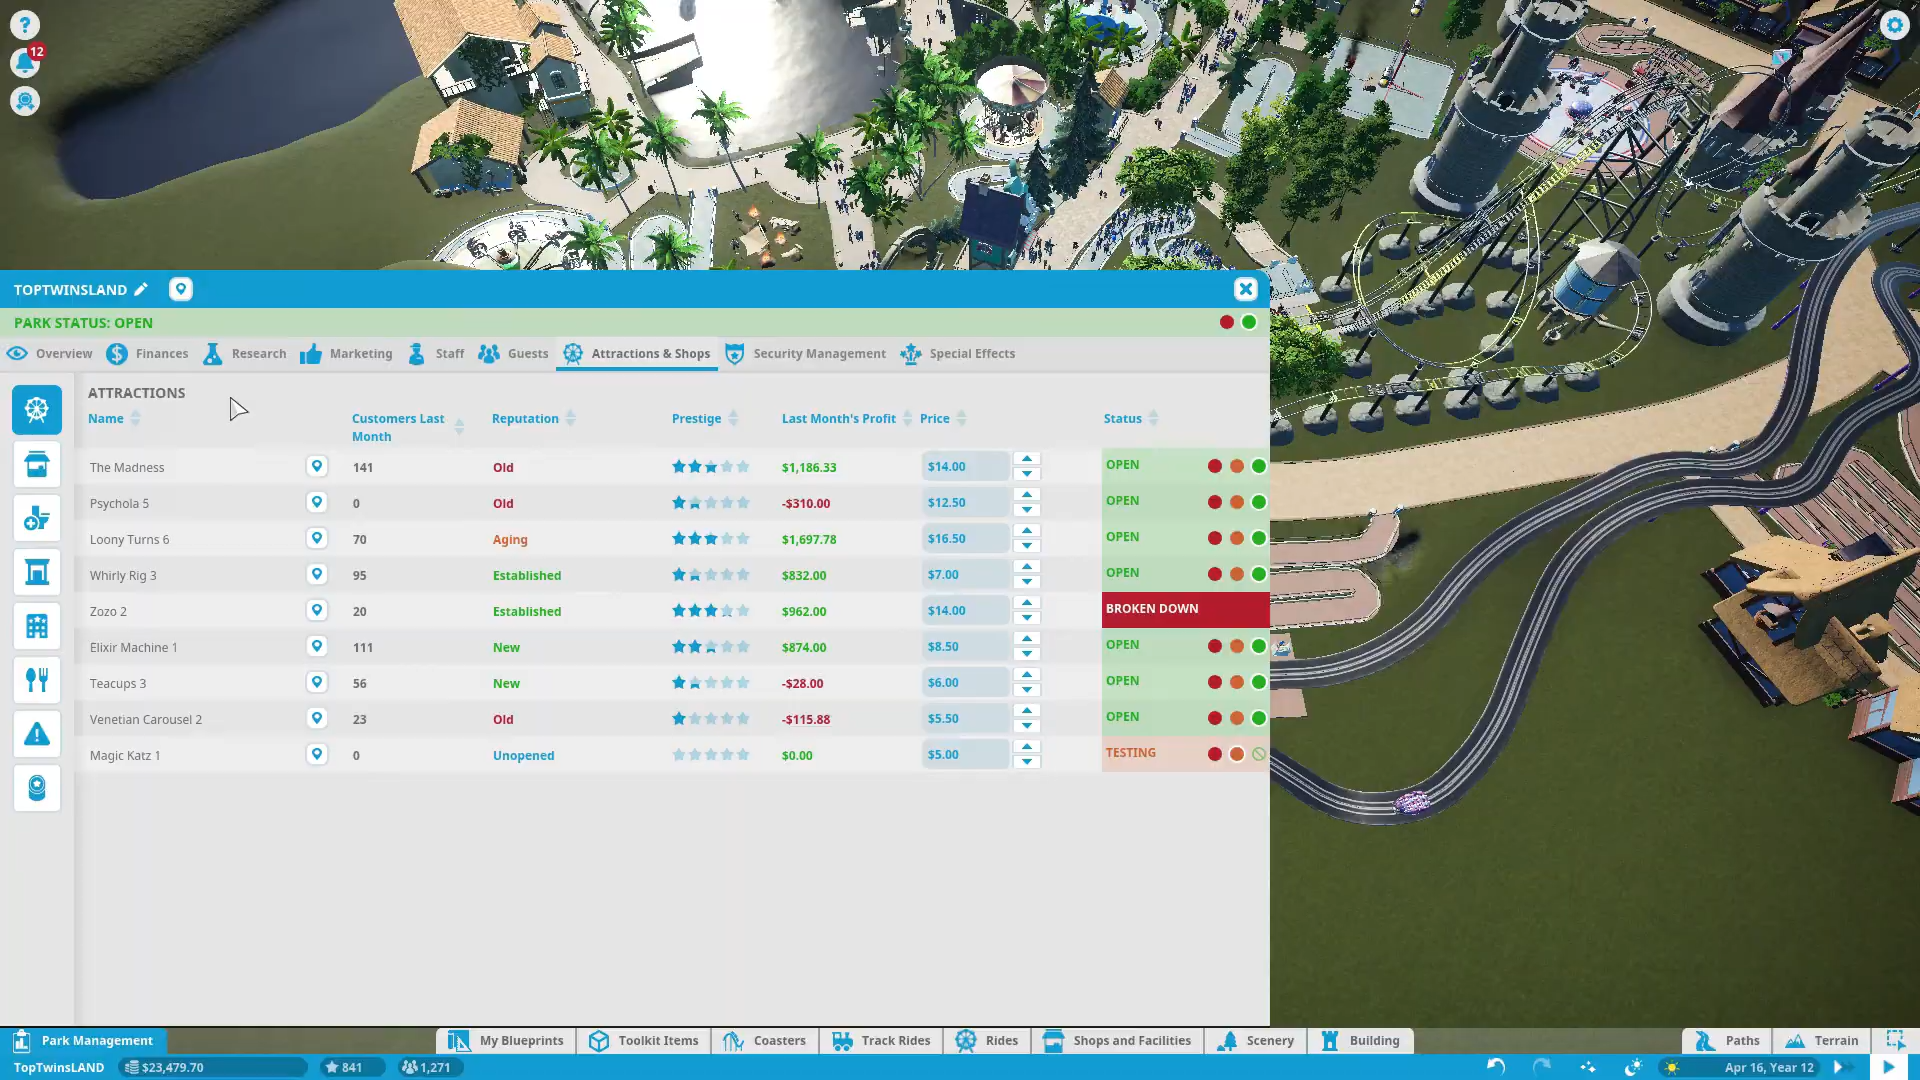 ?
12
TOPTWINSLAND
PARK STATUS: OPEN
Overview Finances Research Marketing Staff Guests Attractions & Shops Security Management Special Effects
ATTRACTIONS
Name Customers Last Month Reputation Prestige Last Month's Profit Price Status
The Madness 141 Old $1,186.33 $14.00 OPEN
Psychola 5 0 Old -$310.00 $12.50 OPEN
Loony Turns 6 70 Aging $1,697.78 $16.50 OPEN
Whirly Rig 3 95 Established $832.00 $7.00 OPEN
Zozo 2 20 Established $962.00 $14.00 BROKEN DOWN
Elixir Machine 1 111 New $874.00 $8.50 OPEN
Teacups 3 56 New -$28.00 $6.00 OPEN
Venetian Carousel 2 23 Old -$115.88 $5.50 OPEN
Magic Katz 1 0 Unopened $0.00 $5.00 TESTING
Park Management My Blueprints Toolkit Items Coasters Track Rides Rides Shops and Facilities Scenery Building Paths Terrain
TopTwinsLAND $23,479.70 841 1,271 Apr 16, Year 12